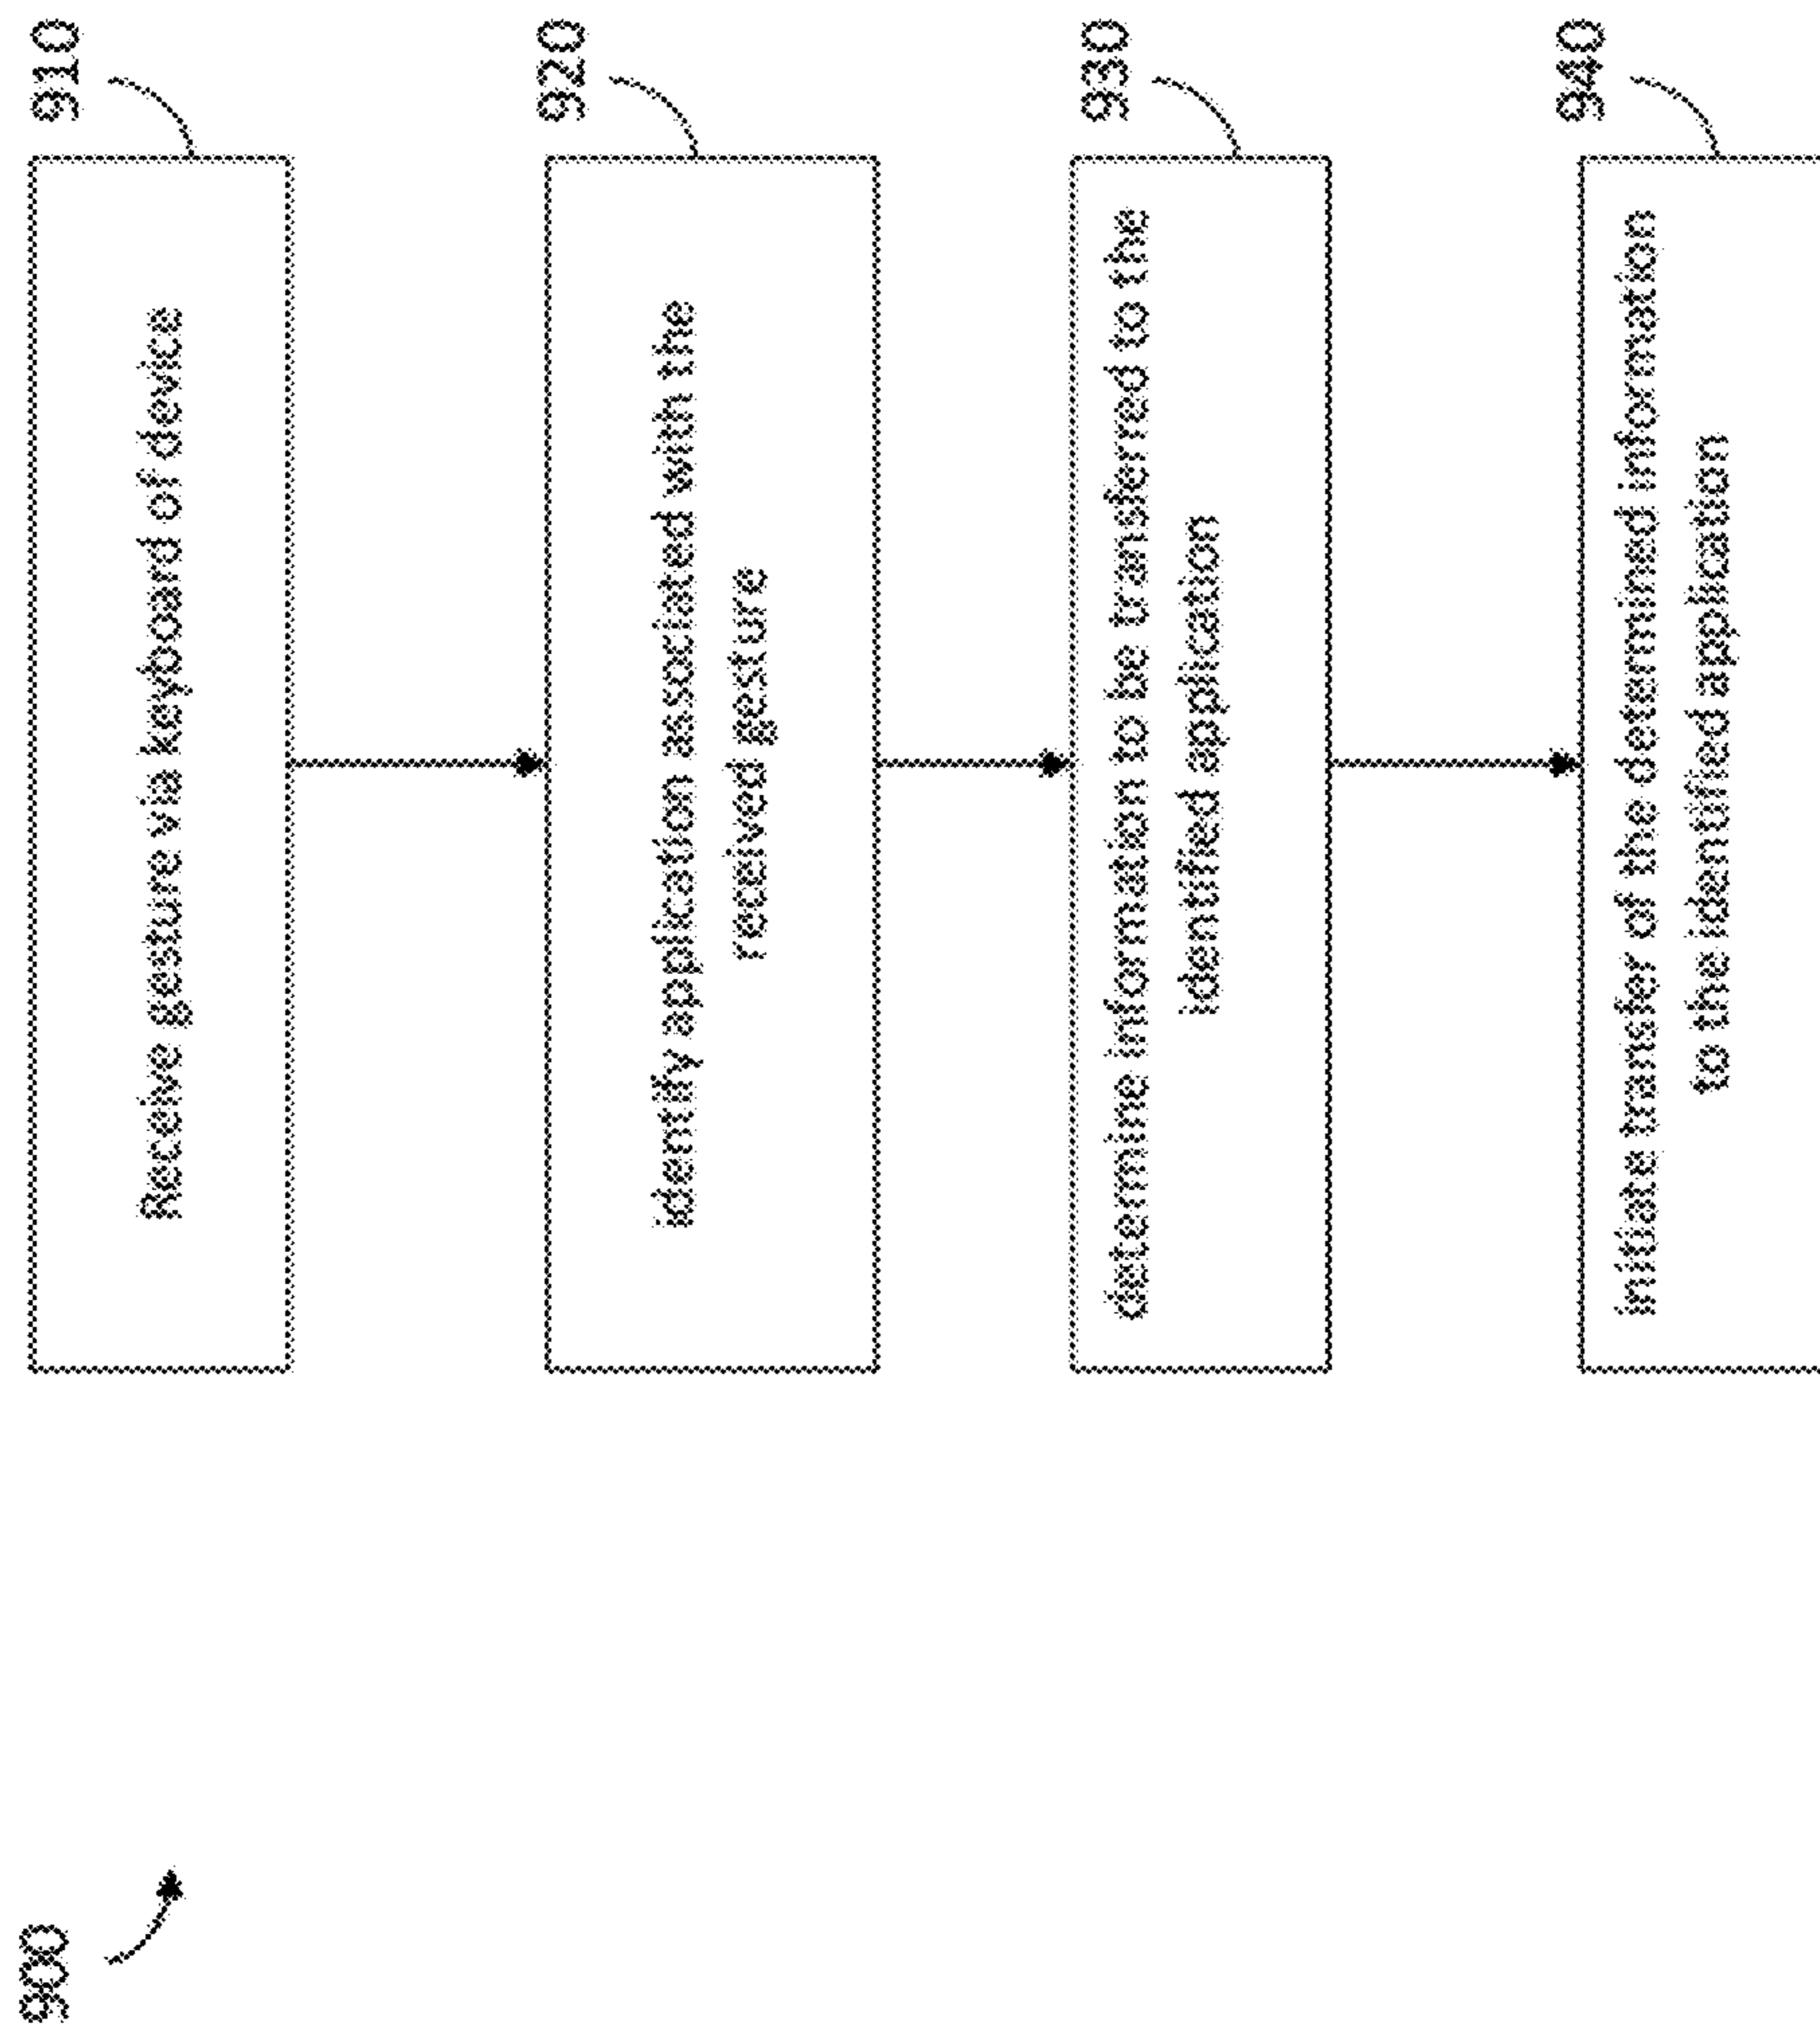 900
910
Receive gesture via keyboard of device
920
identify application associated with the
received gesture
930
determine information to be transferred to the
identified application
940
initiate transfer of the determined information
to the identified application